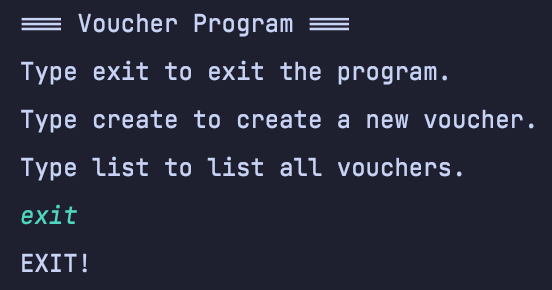 === Voucher Program ===
Type exit to exit the program.
Type create to create a new voucher.
Type list to list all vouchers.
exit
EXIT!